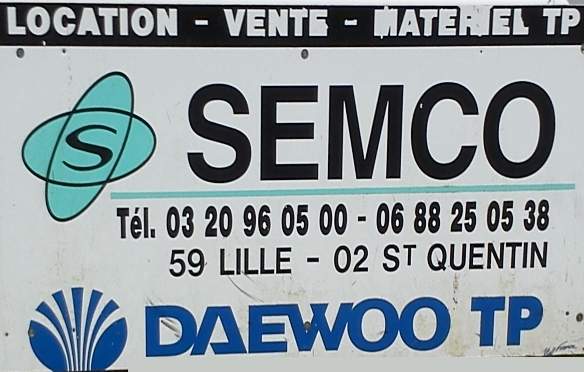 LOCATION - VENTE - MATERIEL TP
S SEMCO
Tél. 03 20 96 05 00 - 06 88 25 05 38
59 LILLE - 02 ST QUENTIN
DAEWOO TP